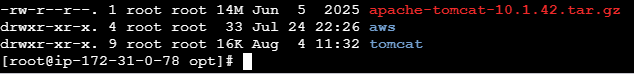 -rw-r--r--. 1 root root 14M Jun  5  2025 apache-tomcat-10.1.42.tar.gz
drwxr-xr-x. 4 root root  33 Jul 24 22:26 aws
drwxr-xr-x. 9 root root 16K Aug  4 11:32 tomcat
[root@ip-172-31-0-78 opt]#